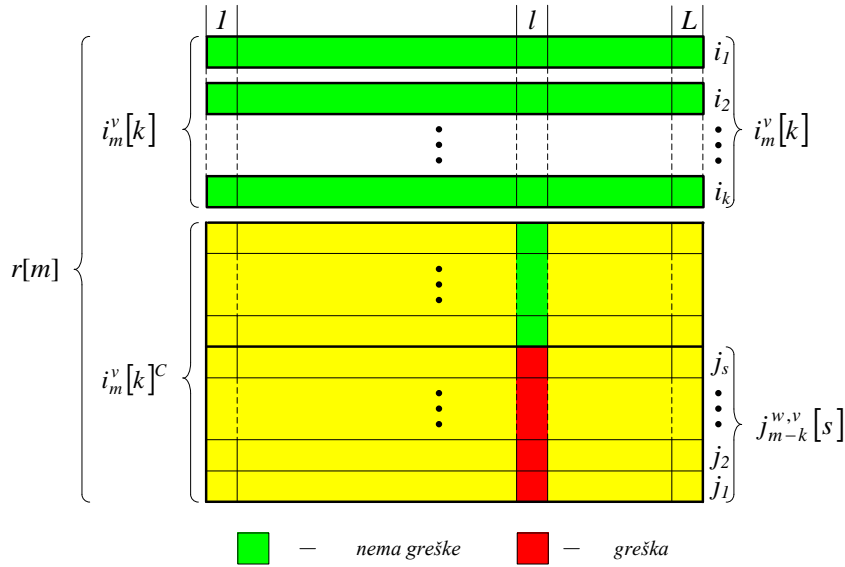 1 l L
i_1
i_2
i_m^v[k] ⋮ ⋮ i_m^v[k]
i_k
r[m] ⋮
i_m^v[k]^C j_s
⋮ ⋮ j_{m-k}^{w,v}[s]
j_2
j_1
— nema greške — greška